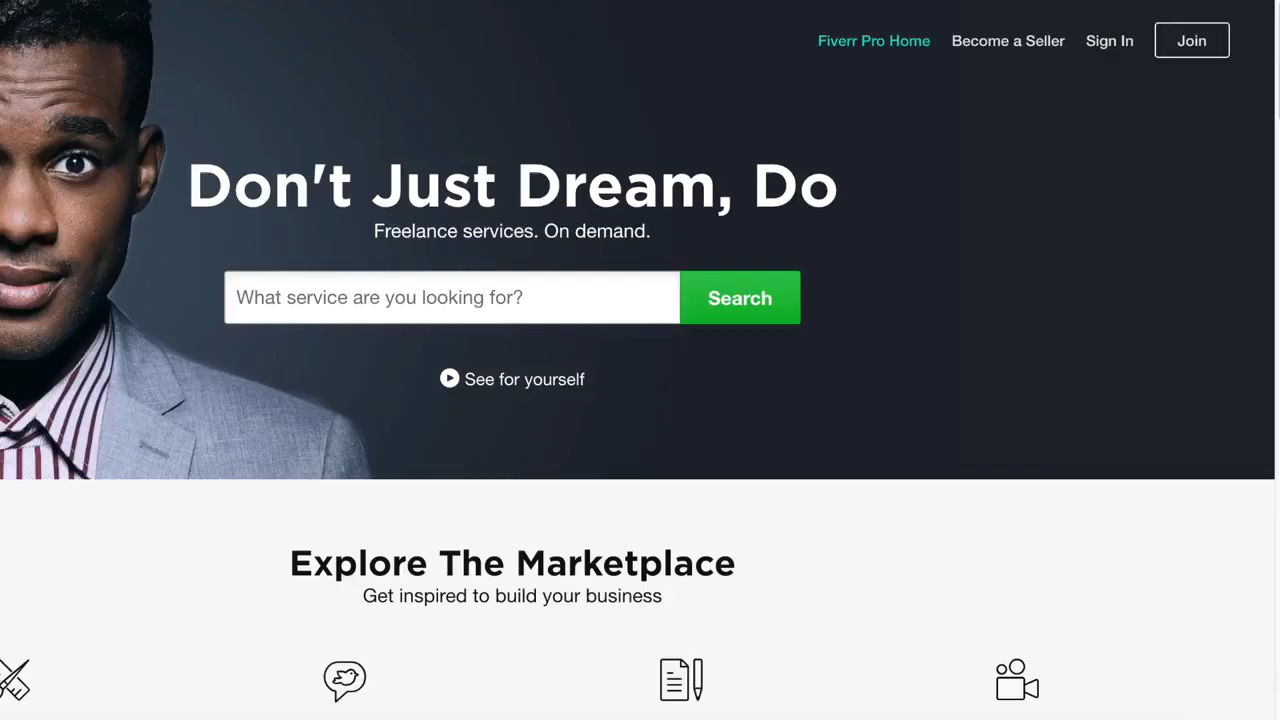 Fiverr Pro Home Become a Seller Sign In Join
Don't Just Dream, Do
Freelance services. On demand.
What service are you looking for? Search
See for yourself
Explore The Marketplace
Get inspired to build your business